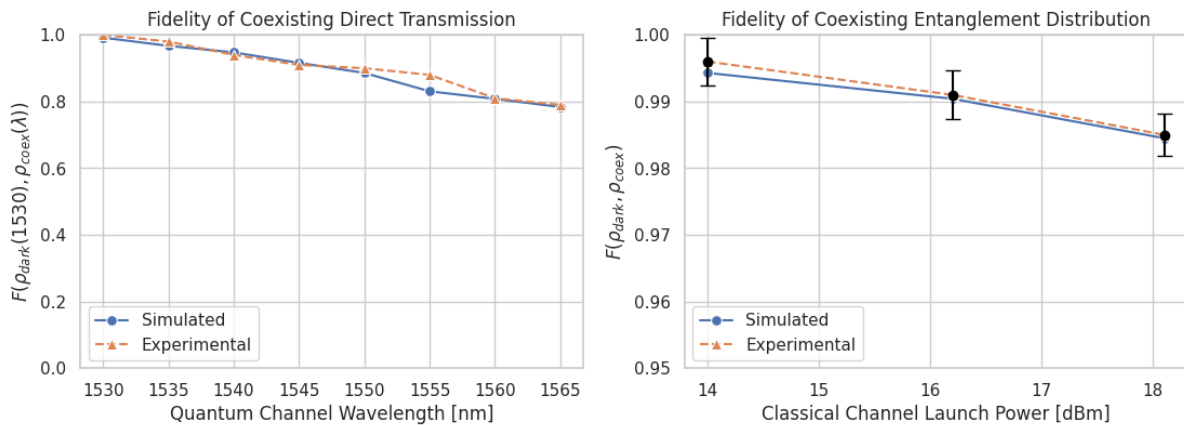 Fidelity of Coexisting Direct Transmission
1.0
0.8
0.6
0.4
0.2
0.0
F(ρdark(1530), ρcoex(λ))
Simulated
Experimental
1530 1535 1540 1545 1550 1555 1560 1565
Quantum Channel Wavelength [nm]
Fidelity of Coexisting Entanglement Distribution
1.00
0.99
0.98
0.97
0.96
0.95
F(ρdark, ρcoex)
Simulated
Experimental
14 15 16 17 18
Classical Channel Launch Power [dBm]